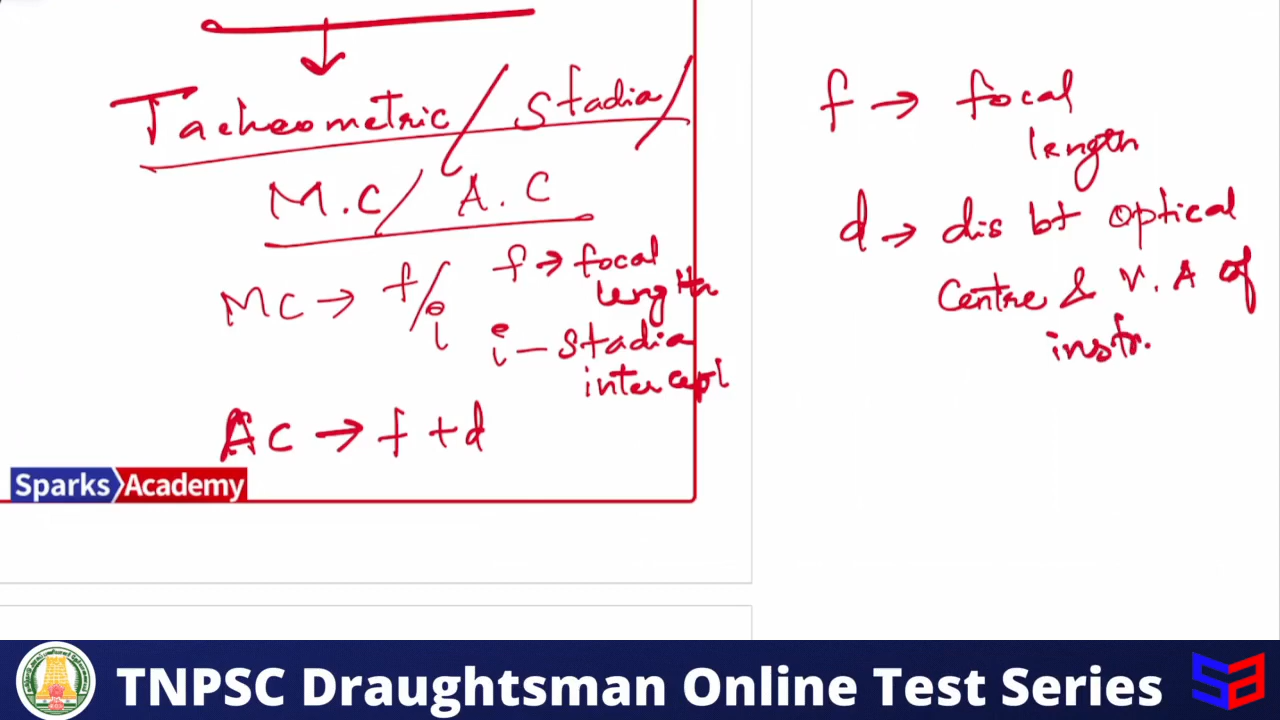 Tacheometric / Stadia /
M.C / A.C
MC → f/i
f → focal
length
i – Stadia
intercept
AC → f + d
f → focal
length
d → dis bt optical
Centre & V.A of
instr.
Sparks Academy
TNPSC Draughtsman Online Test Series
SA